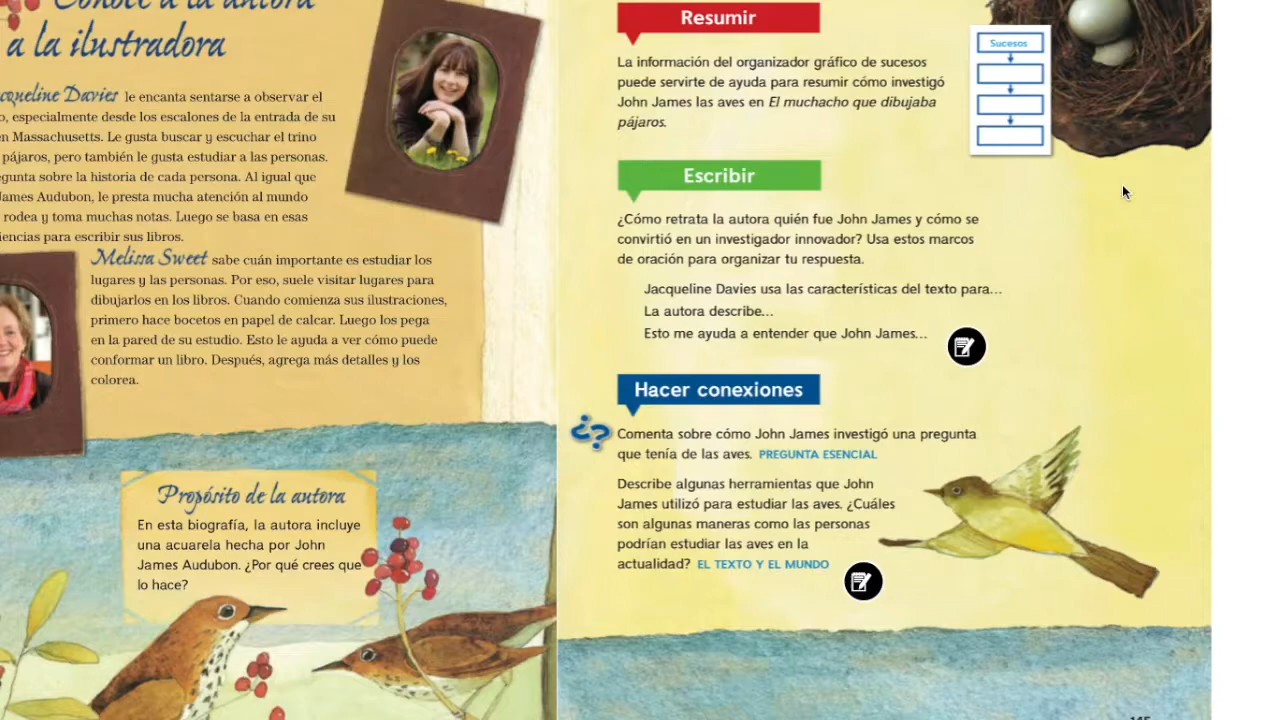 Conoce a la autora
a la ilustradora
Jacqueline Davies le encanta sentarse a observar el
especialmente desde los escalones de la entrada de su
en Massachusetts. Le gusta buscar y escuchar el trino
pájaros, pero también le gusta estudiar a las personas.
sobre la historia de cada persona. Al igual que
James Audubon, le presta mucha atención al mundo
rodea y toma muchas notas. Luego se basa en esas
para escribir sus libros.
Melissa Sweet sabe cuán importante es estudiar los
lugares y las personas. Por eso, suele visitar lugares para
dibujarlos en los libros. Cuando comienza sus ilustraciones,
primero hace bocetos en papel de calcar. Luego los pega
en la pared de su estudio. Esto le ayuda a ver cómo puede
conformar un libro. Después, agrega más detalles y los
colorea.
Propósito de la autora
En esta biografía, la autora incluye
una acuarela hecha por John
James Audubon. ¿Por qué crees que
lo hace?
Resumir
La información del organizador gráfico de sucesos
puede servirte de ayuda para resumir cómo investigó
John James las aves en El muchacho que dibujaba
pájaros.
Sucesos
Escribir
¿Cómo retrata la autora quién fue John James y cómo se
convirtió en un investigador innovador? Usa estos marcos
de oración para organizar tu respuesta.
Jacqueline Davies usa las características del texto para...
La autora describe...
Esto me ayuda a entender que John James...
Hacer conexiones
¿?
Comenta sobre cómo John James investigó una pregunta
que tenía de las aves. PREGUNTA ESENCIAL
Describe algunas herramientas que John
James utilizó para estudiar las aves. ¿Cuáles
son algunas maneras como las personas
podrían estudiar las aves en la
actualidad? EL TEXTO Y EL MUNDO